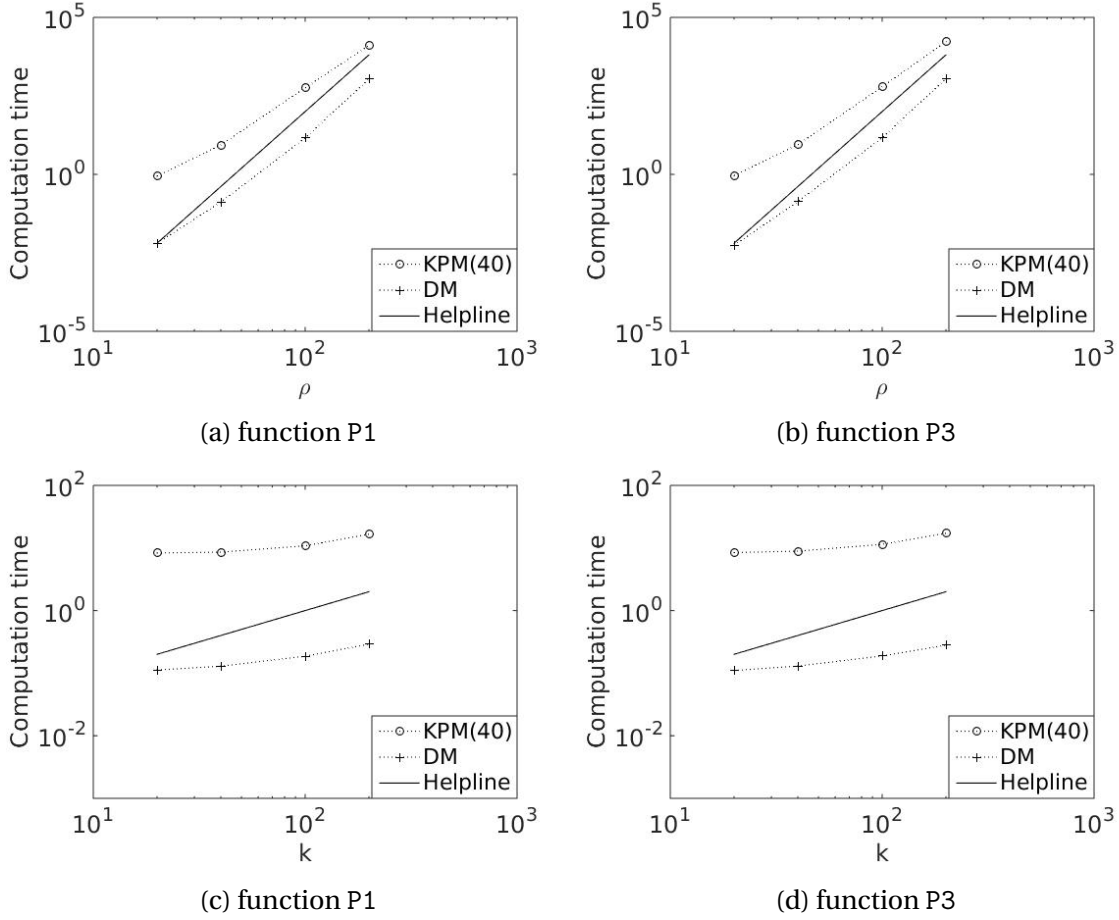 10^5
10^0
10^-5
Computation time
KPM(40)
DM
Helpline
10^1
10^2
10^3
ρ
(a) function P1
10^5
10^0
10^-5
Computation time
KPM(40)
DM
Helpline
10^1
10^2
10^3
ρ
(b) function P3
10^2
10^0
10^-2
Computation time
KPM(40)
DM
Helpline
10^1
10^2
10^3
k
(c) function P1
10^2
10^0
10^-2
Computation time
KPM(40)
DM
Helpline
10^1
10^2
10^3
k
(d) function P3